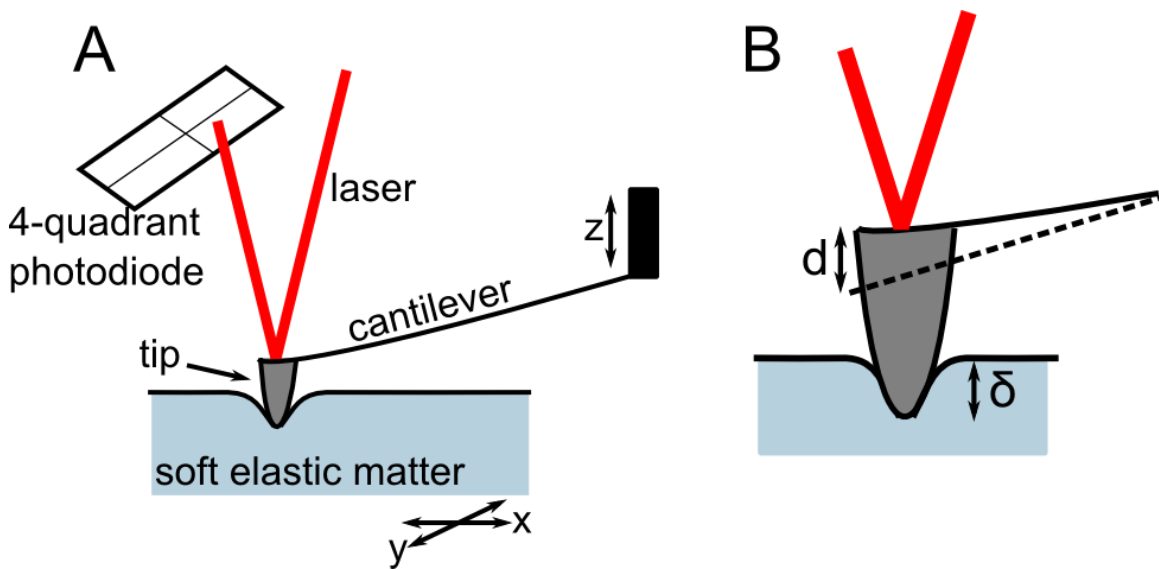 A
B
laser
4-quadrant
photodiode
z
d
cantilever
tip
δ
soft elastic matter
x
y